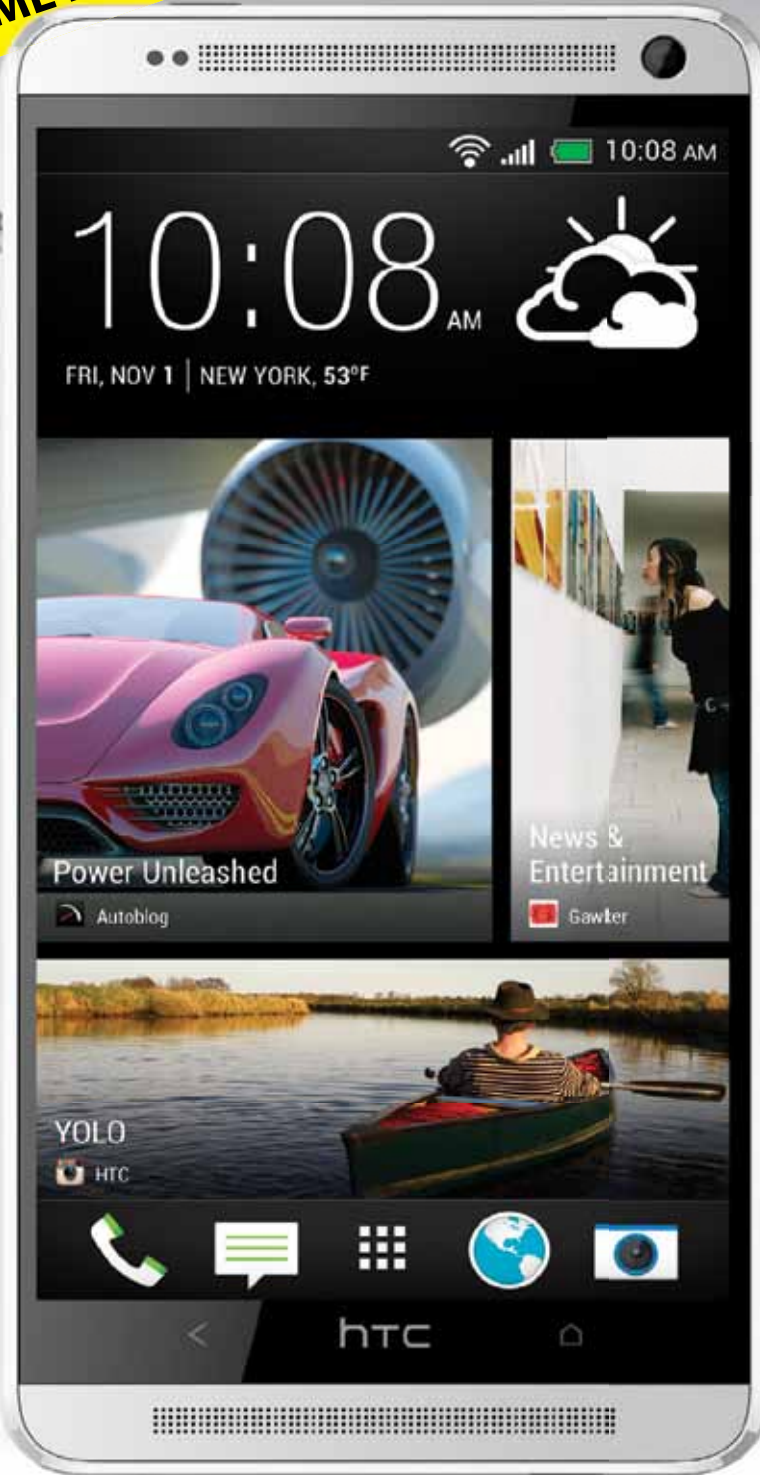 10:08 AM
10:08 AM
FRI, NOV 1 | NEW YORK, 53°F
Power Unleashed
Autoblog
News &
Entertainment
Gawker
YOLO
HTC
hTC